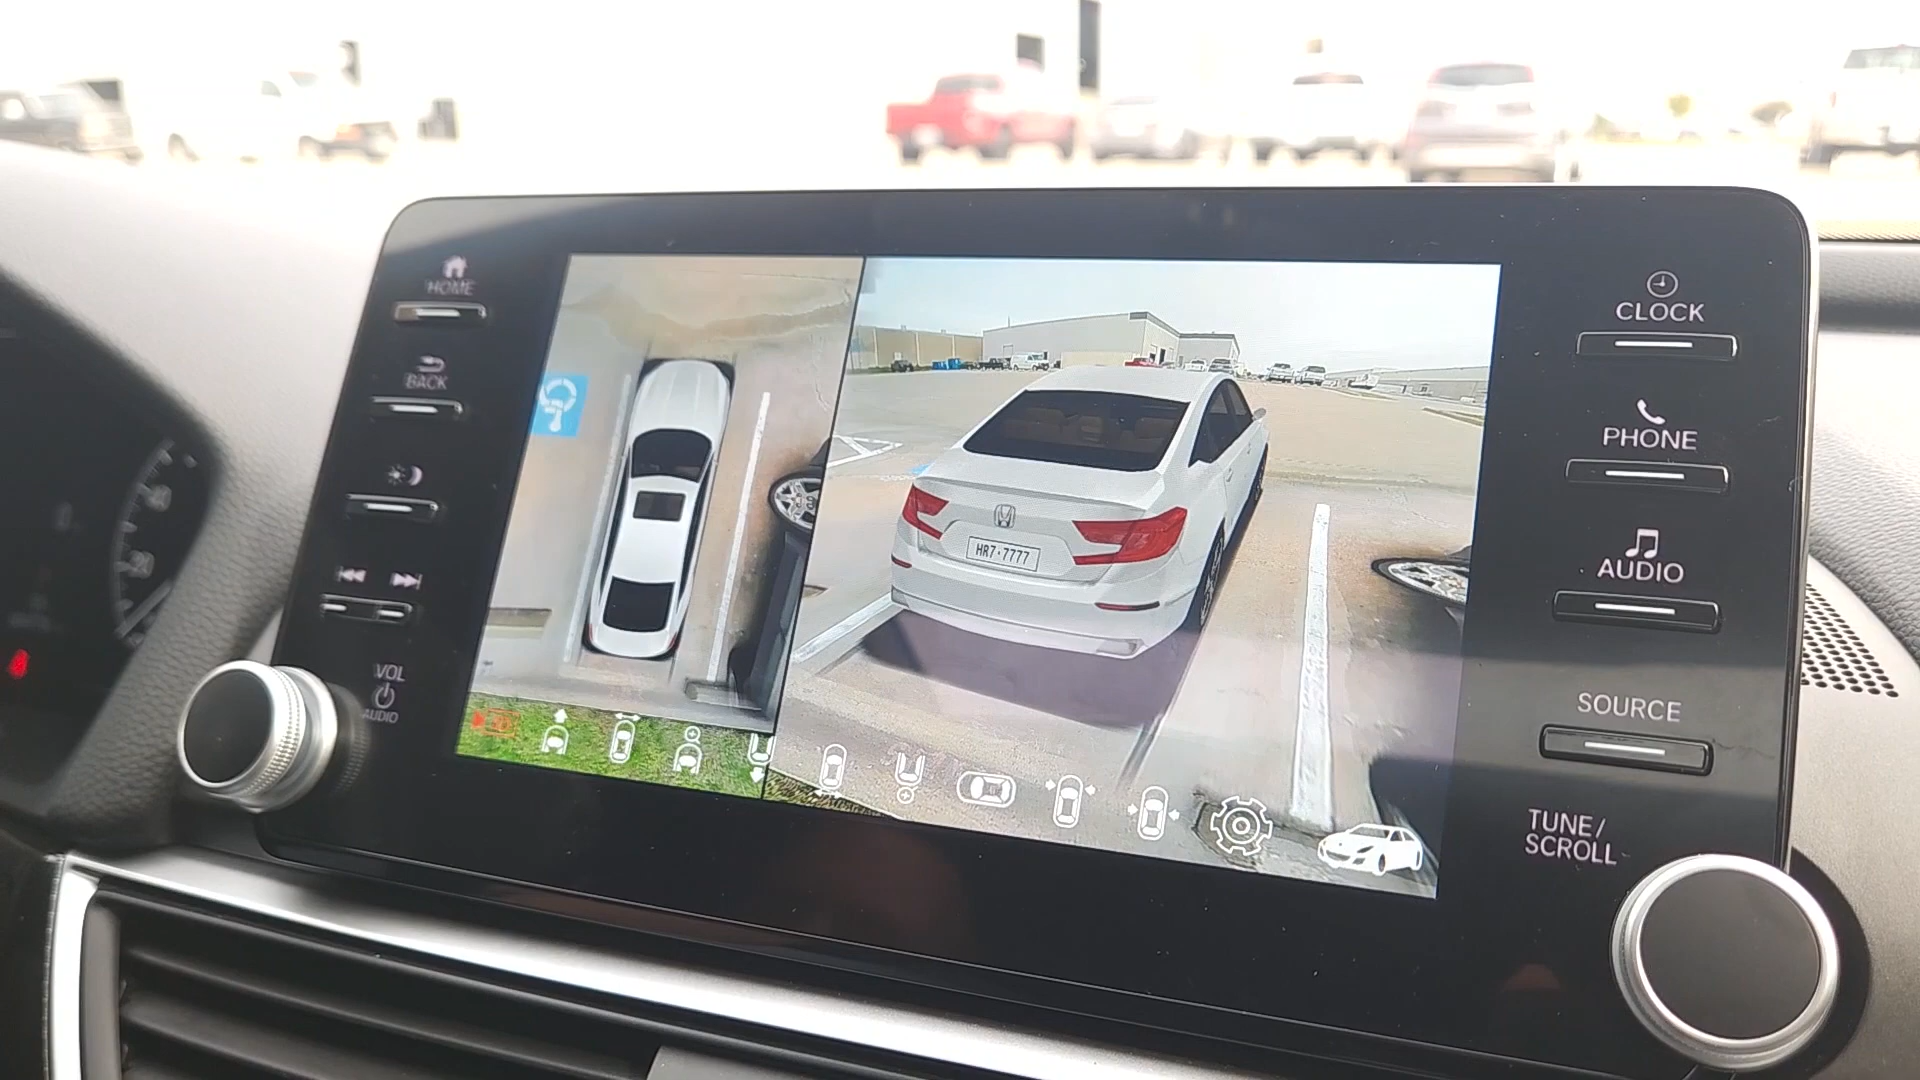 HOME
BACK
VOL
AUDIO
HR7·7777
CLOCK
PHONE
AUDIO
SOURCE
TUNE/
SCROLL